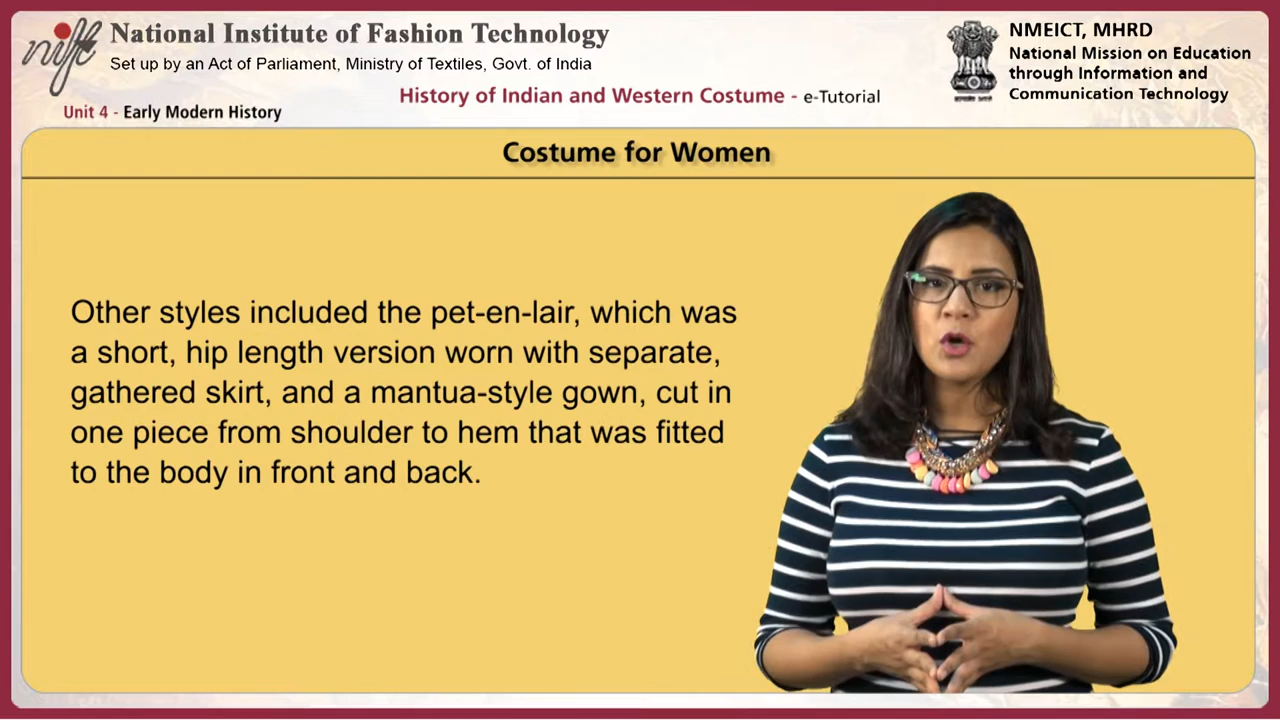 nift
National Institute of Fashion Technology
Set up by an Act of Parliament, Ministry of Textiles, Govt. of India
NMEICT, MHRD
National Mission on Education
through Information and
Communication Technology
History of Indian and Western Costume - e-Tutorial
Unit 4 - Early Modern History
Costume for Women
Other styles included the pet-en-lair, which was
a short, hip length version worn with separate,
gathered skirt, and a mantua-style gown, cut in
one piece from shoulder to hem that was fitted
to the body in front and back.